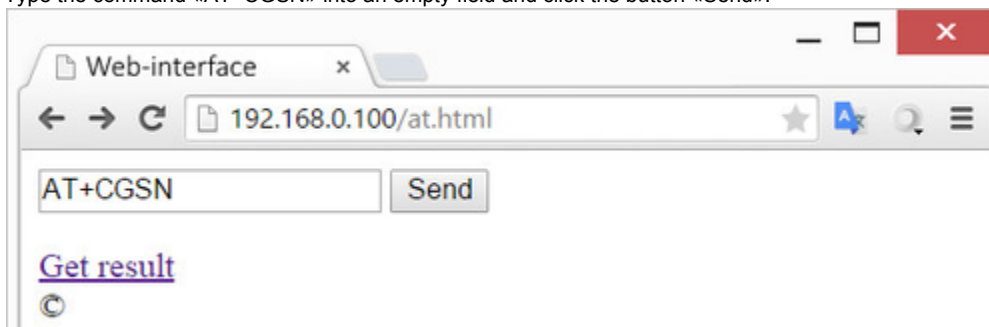 Type the command «AT+CGSN» into an empty field and click the button «Send».
Web-interface
192.168.0.100/at.html
AT+CGSN Send
Get result
©